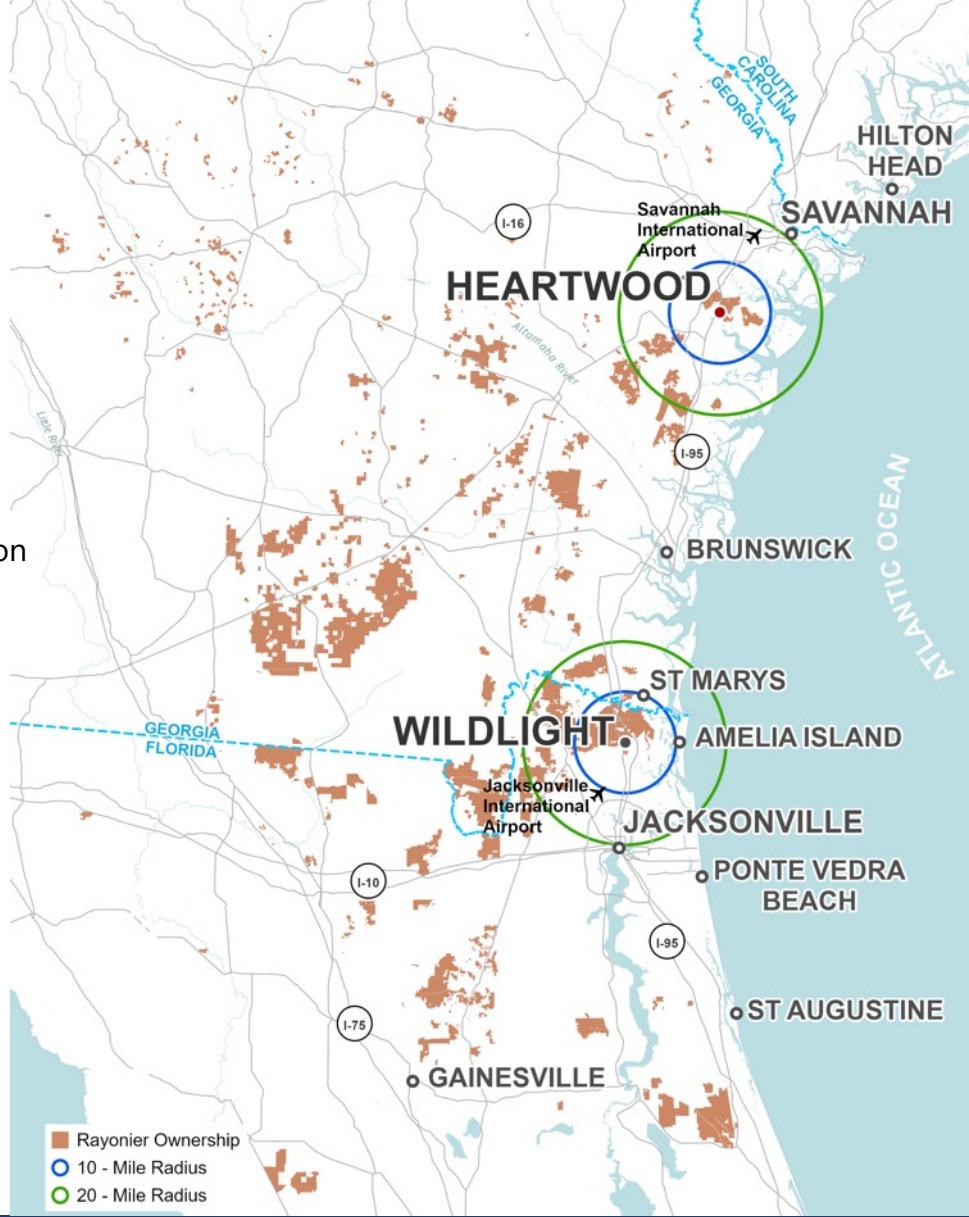 SOUTH
CAROLINA
GEORGIA
HILTON
HEAD
SAVANNAH
Savannah
International
Airport
I-16
HEARTWOOD
Altamaha River
Little River
I-95
ATLANTIC OCEAN
on
BRUNSWICK
ST MARYS
WILDLIGHT
AMELIA ISLAND
GEORGIA
FLORIDA
Jacksonville
International
Airport
JACKSONVILLE
PONTE VEDRA
BEACH
I-10
I-95
ST AUGUSTINE
I-75
GAINESVILLE
Rayonier Ownership
10 - Mile Radius
20 - Mile Radius